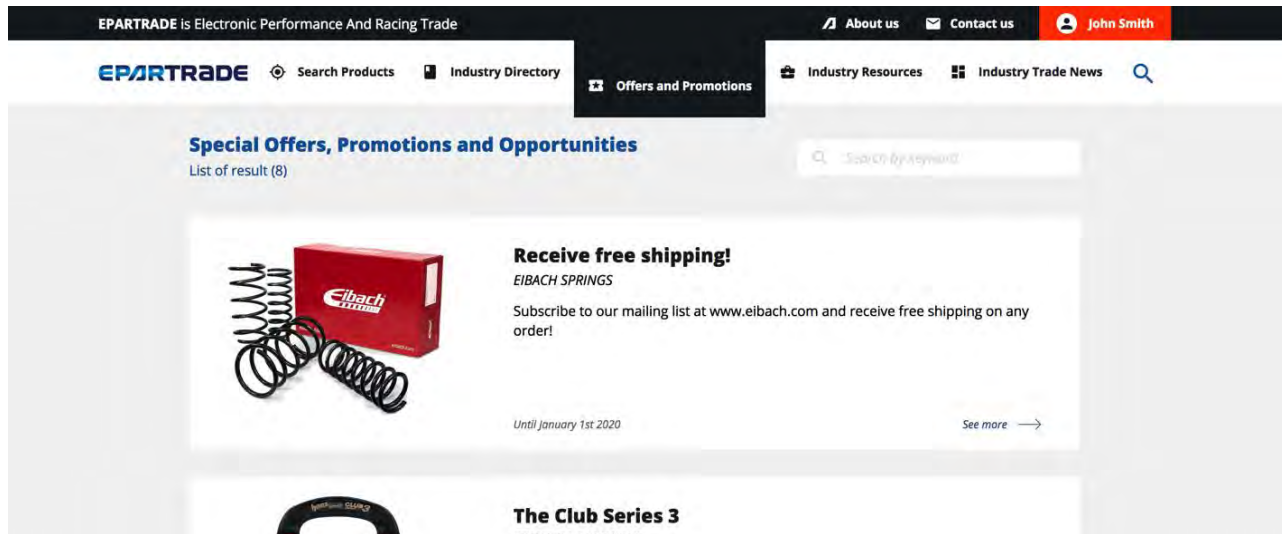 EPARTRADE is Electronic Performance And Racing Trade
About us
Contact us
John Smith
EPARTRADE
Search Products
Industry Directory
Offers and Promotions
Industry Resources
Industry Trade News
Special Offers, Promotions and Opportunities
List of result (8)
Search by keyword
Eibach
Receive free shipping!
EIBACH SPRINGS
Subscribe to our mailing list at www.eibach.com and receive free shipping on any
order!
Until January 1st 2020
See more
The Club Series 3